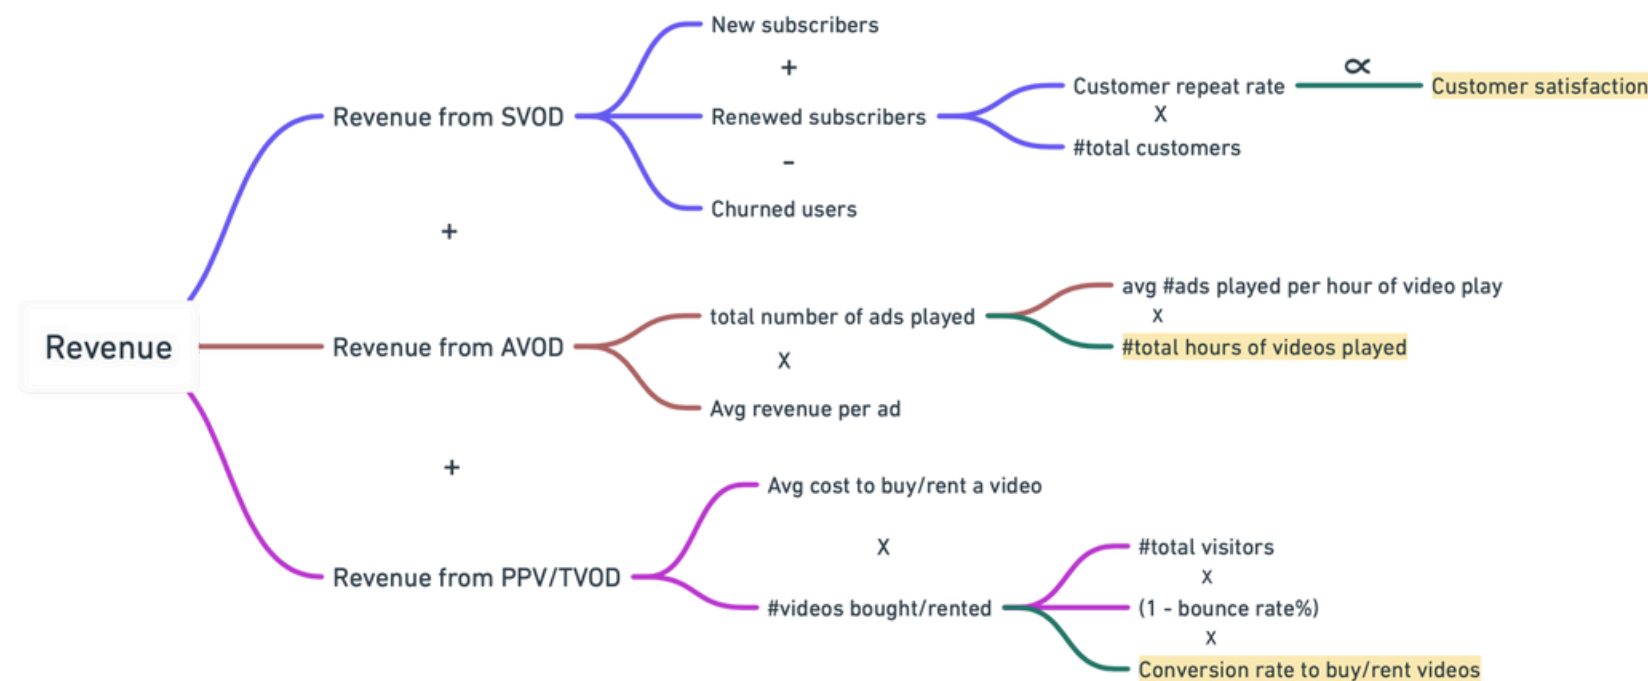 New subscribers
+
Customer repeat rate
∝
Customer satisfaction
Revenue from SVOD
Renewed subscribers
X
#total customers
-
Churned users
+
avg #ads played per hour of video play
total number of ads played
x
Revenue
Revenue from AVOD
X
#total hours of videos played
Avg revenue per ad
+
Avg cost to buy/rent a video
X
#total visitors
Revenue from PPV/TVOD
x
#videos bought/rented
(1 - bounce rate%)
x
Conversion rate to buy/rent videos